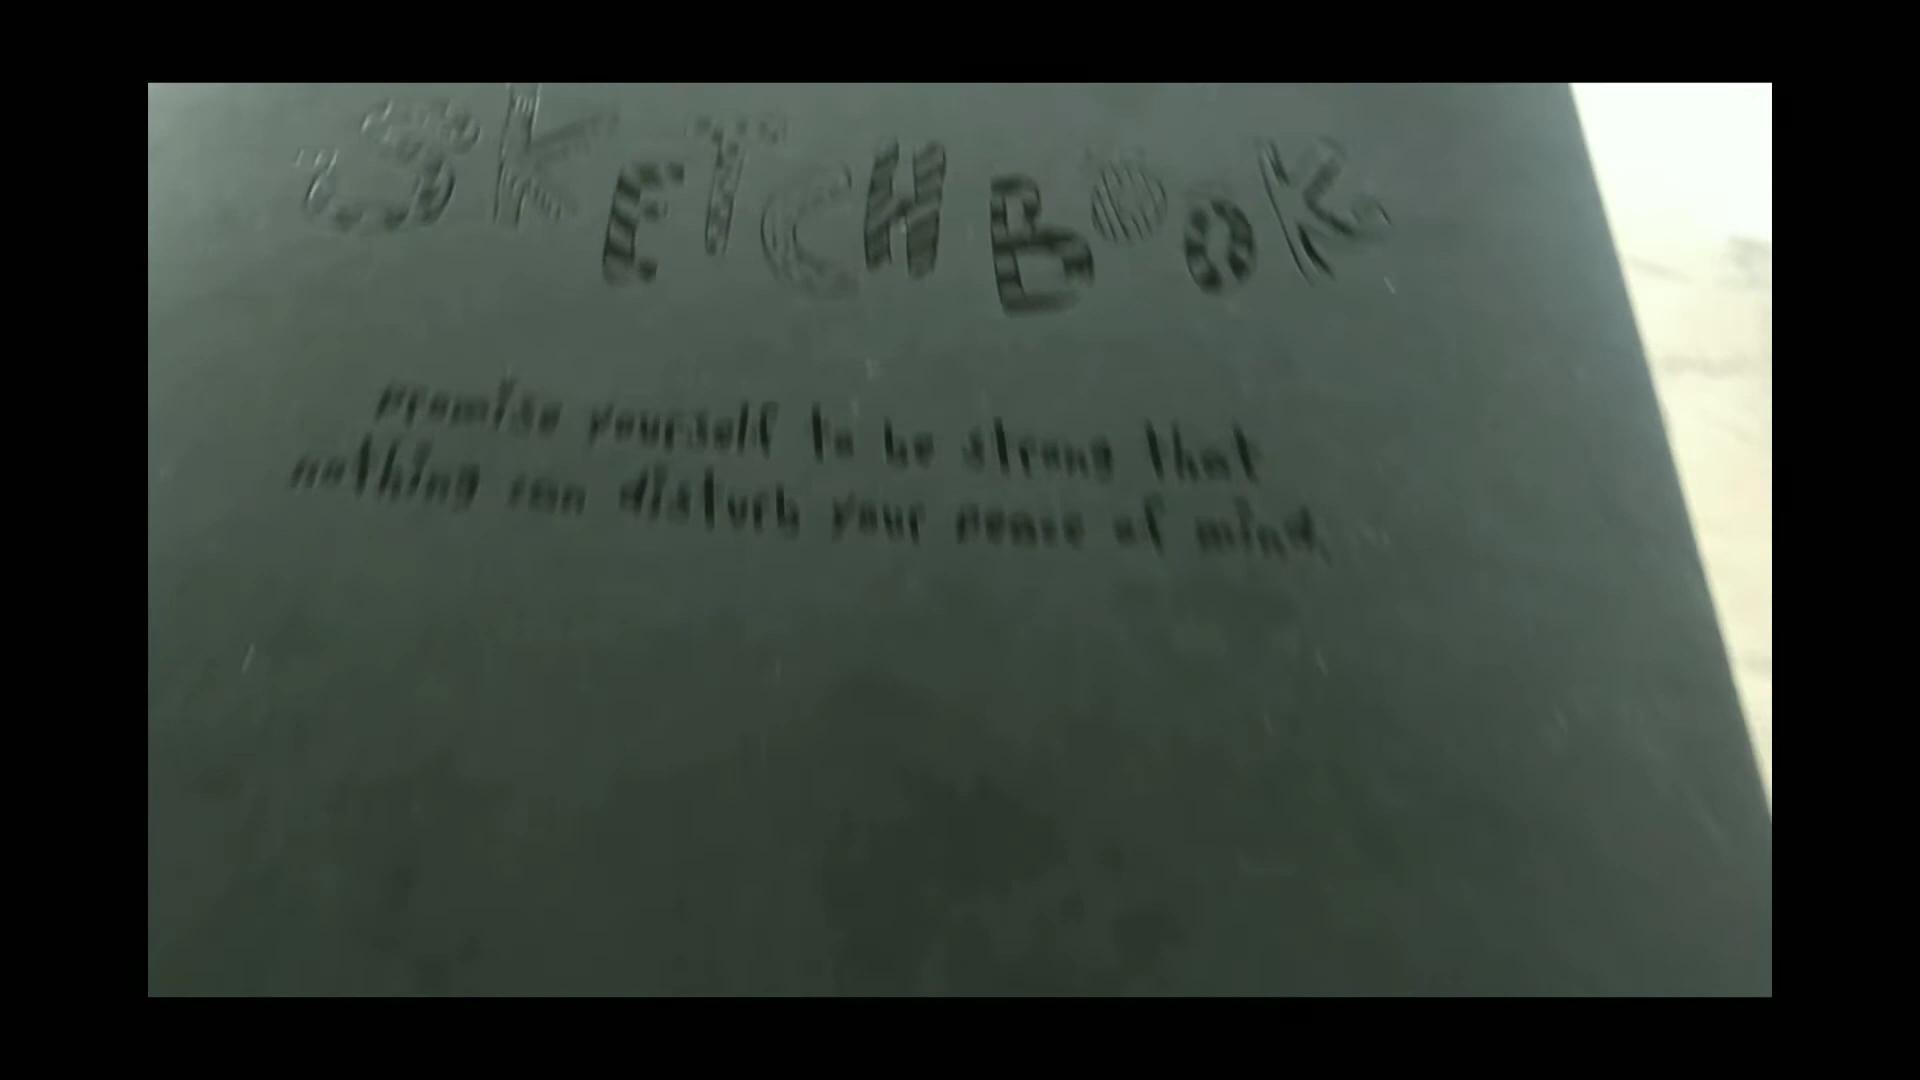 SKETCHBOOK
promise yourself to be strong that
nothing can disturb your peace of mind.